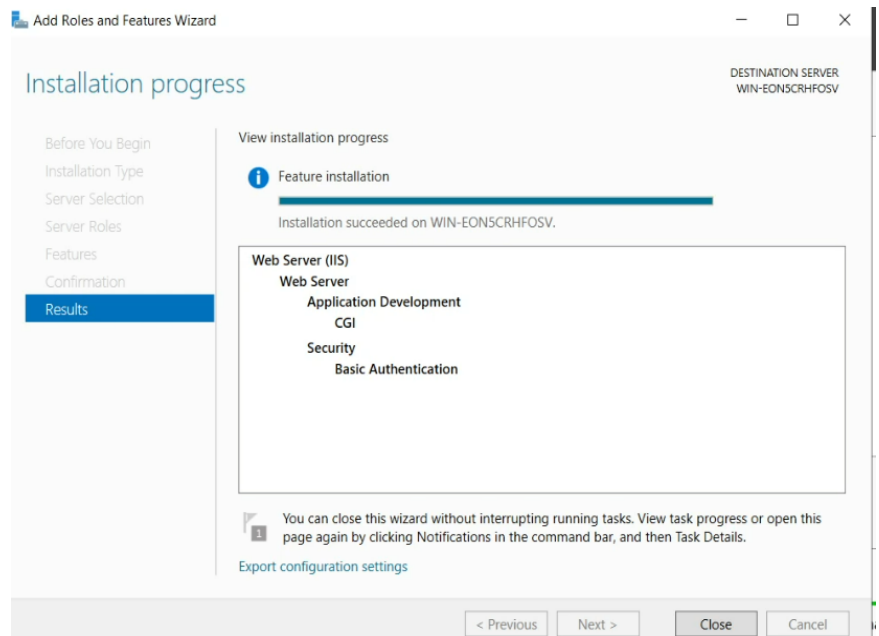 Add Roles and Features Wizard
Installation progress
DESTINATION SERVER
WIN-EON5CRHFOSV
Before You Begin
Installation Type
Server Selection
Server Roles
Features
Confirmation
Results
View installation progress
Feature installation
Installation succeeded on WIN-EON5CRHFOSV.
Web Server (IIS)
Web Server
Application Development
CGI
Security
Basic Authentication
1
You can close this wizard without interrupting running tasks. View task progress or open this
page again by clicking Notifications in the command bar, and then Task Details.
Export configuration settings
< Previous
Next >
Close
Cancel